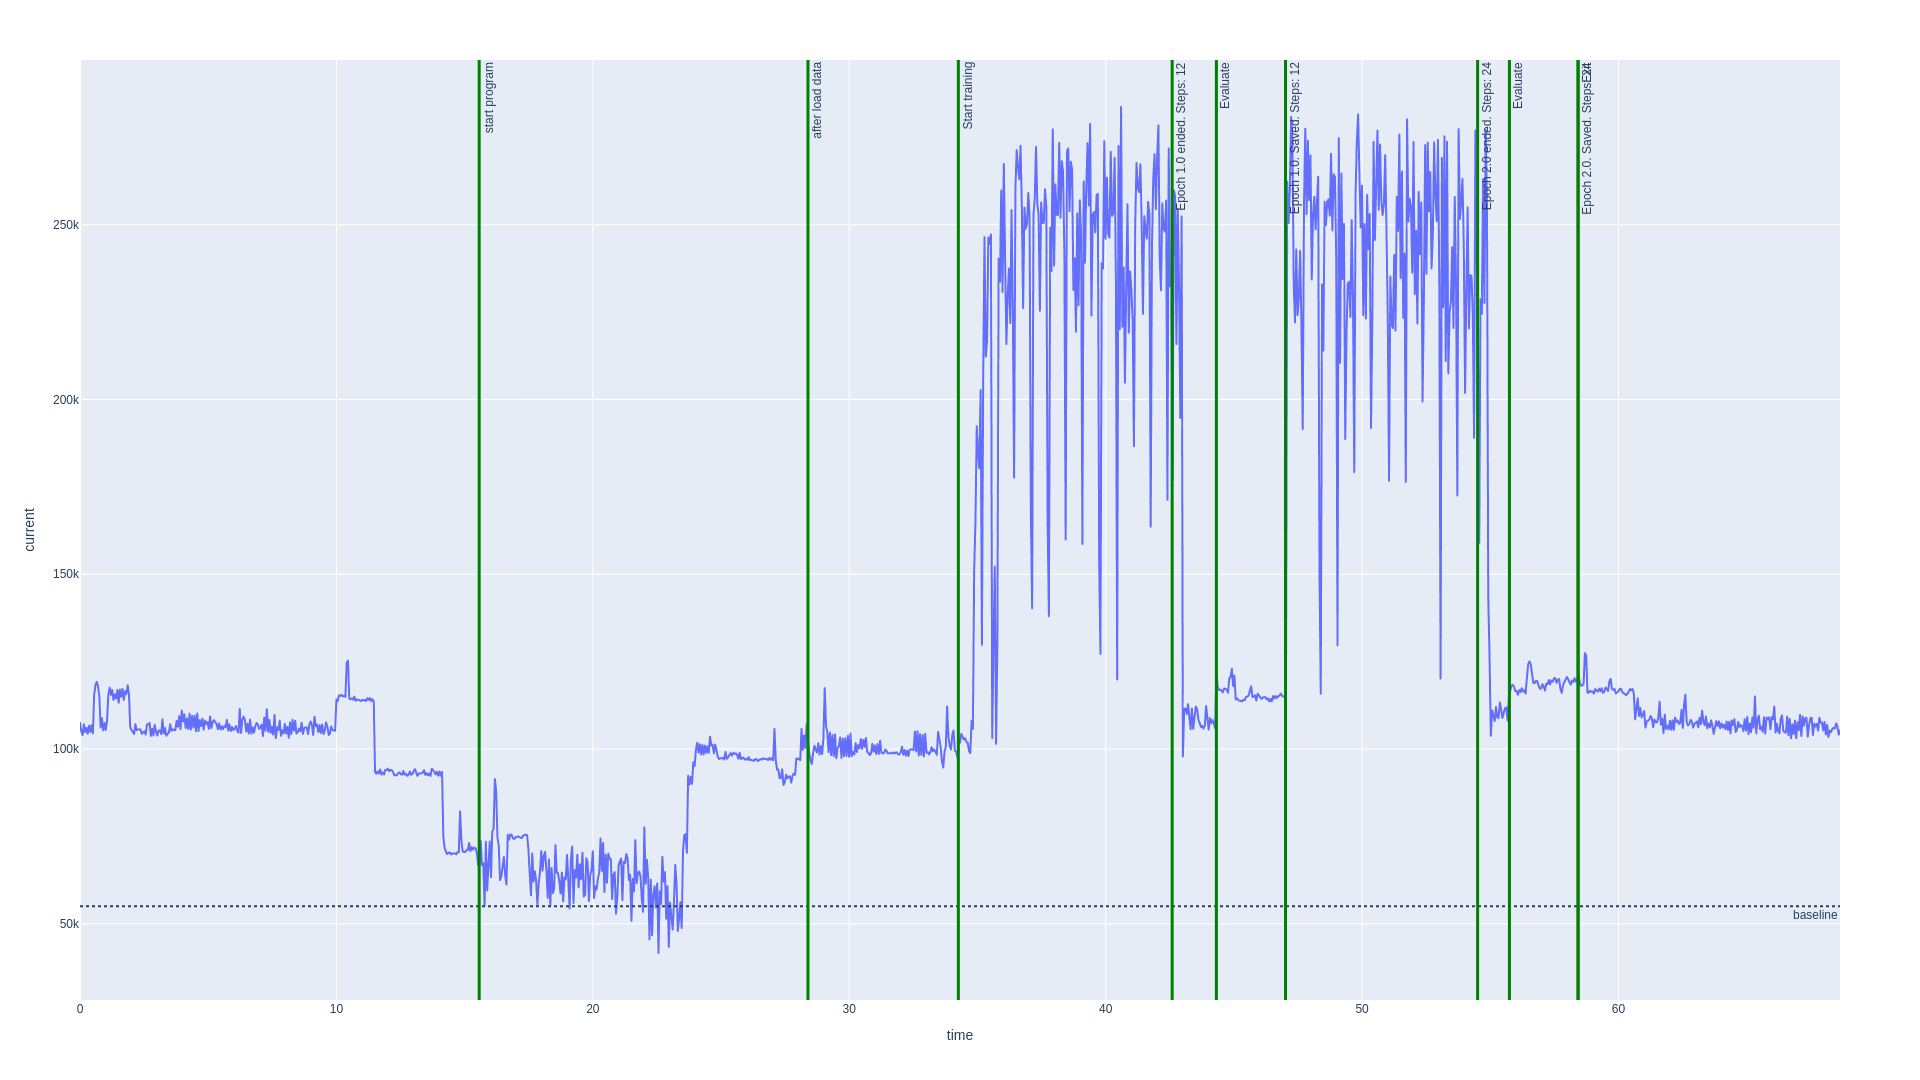 start program
after load data
Start training
Epoch 1.0 ended. Steps: 12
Evaluate
Epoch 1.0. Saved. Steps: 12
Epoch 2.0 ended. Steps: 24
Evaluate
Epoch 2.0. Saved. Steps: 24
Exit
250k
200k
150k
100k
50k
current
baseline
0
10
20
30
40
50
60
time